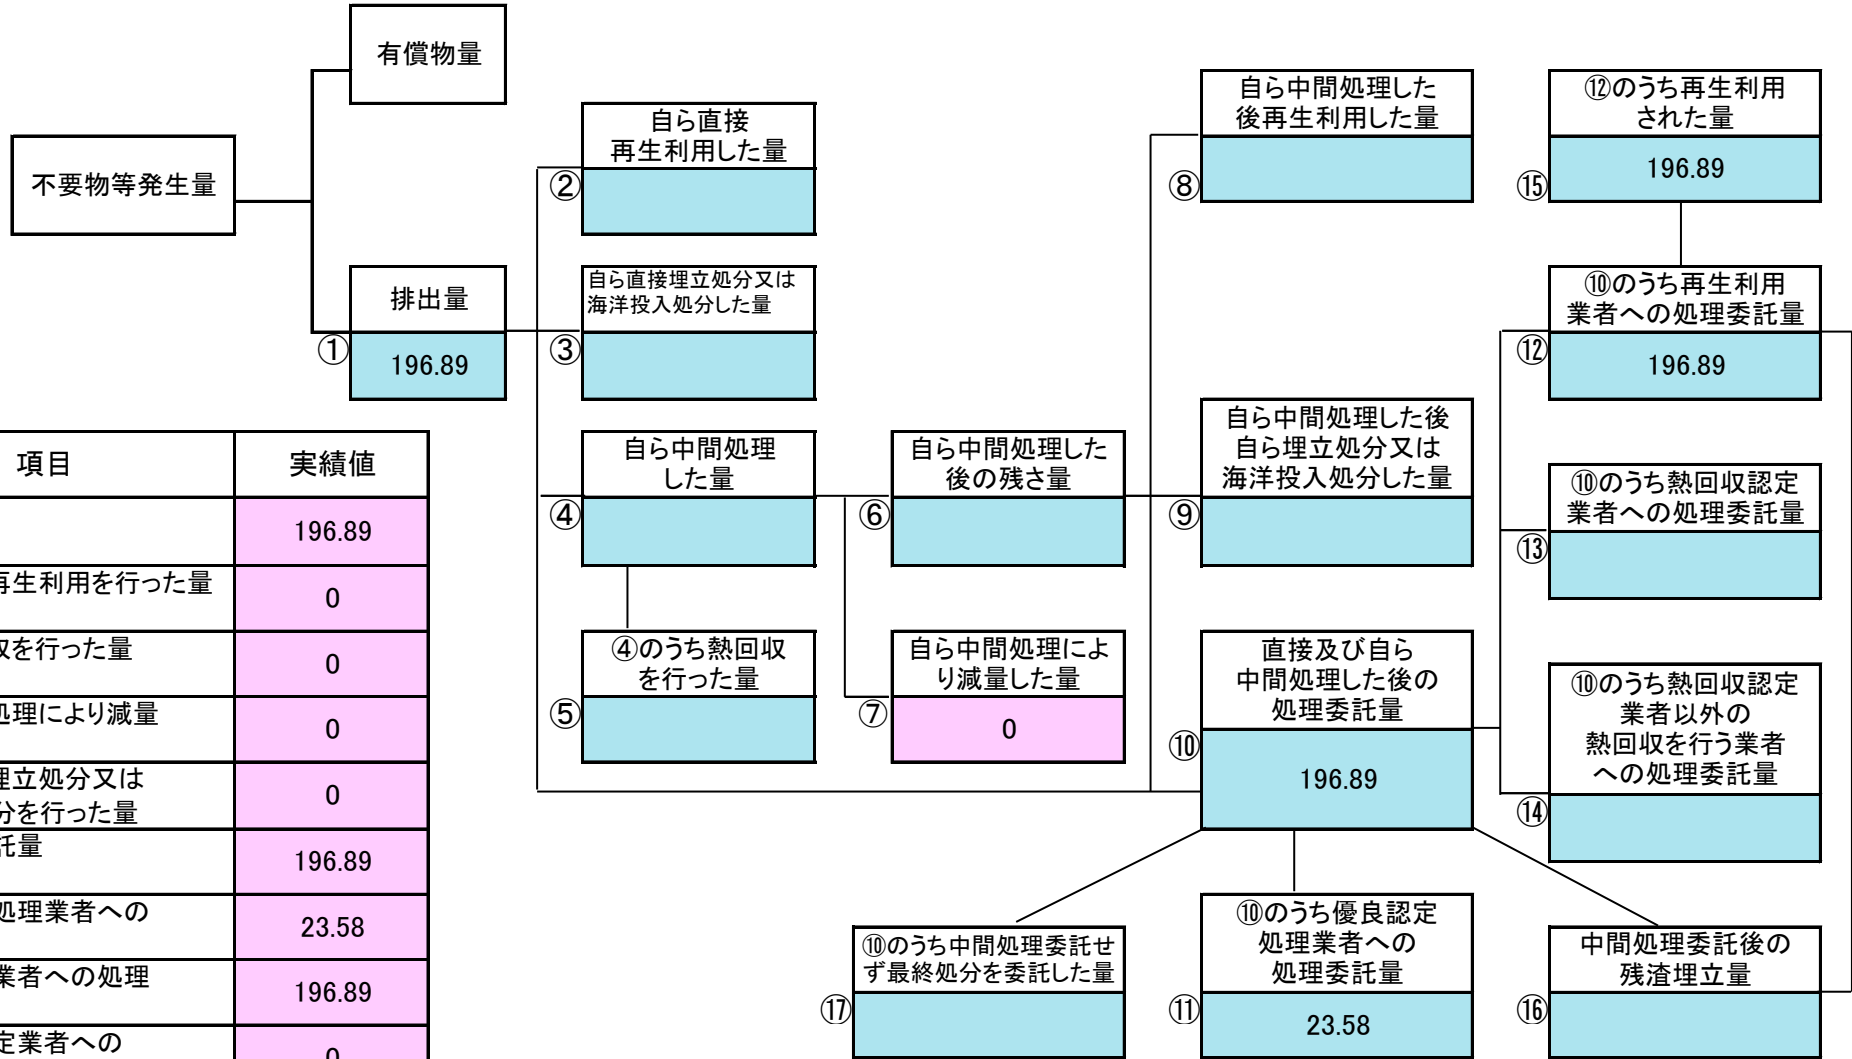 有償物量
不要物等発生量
排出量
①
196.89
自ら直接
再生利用した量
②
自ら直接埋立処分又は
海洋投入処分した量
③
自ら中間処理
した量
④
④のうち熱回収
を行った量
⑤
自ら中間処理した
後の残さ量
⑥
自ら中間処理によ
り減量した量
⑦
0
自ら中間処理した
後再生利用した量
⑧
自ら中間処理した後
自ら埋立処分又は
海洋投入処分した量
⑨
直接及び自ら
中間処理した後の
処理委託量
⑩
196.89
⑩のうち優良認定
処理業者への
処理委託量
⑪
23.58
⑫のうち再生利用
された量
⑮
196.89
⑩のうち再生利用
業者への処理委託量
⑫
196.89
⑩のうち熱回収認定
業者への処理委託量
⑬
⑩のうち熱回収認定
業者以外の
熱回収を行う業者
への処理委託量
⑭
中間処理委託後の
残渣埋立量
⑯
⑩のうち中間処理委託せ
ず最終処分を委託した量
⑰
項目 実績値
196.89
再生利用を行った量 0
を行った量 0
処理により減量 0
埋立処分又は
を行った量 0
託量 196.89
処理業者への 23.58
業者への処理 196.89
定業者への 0